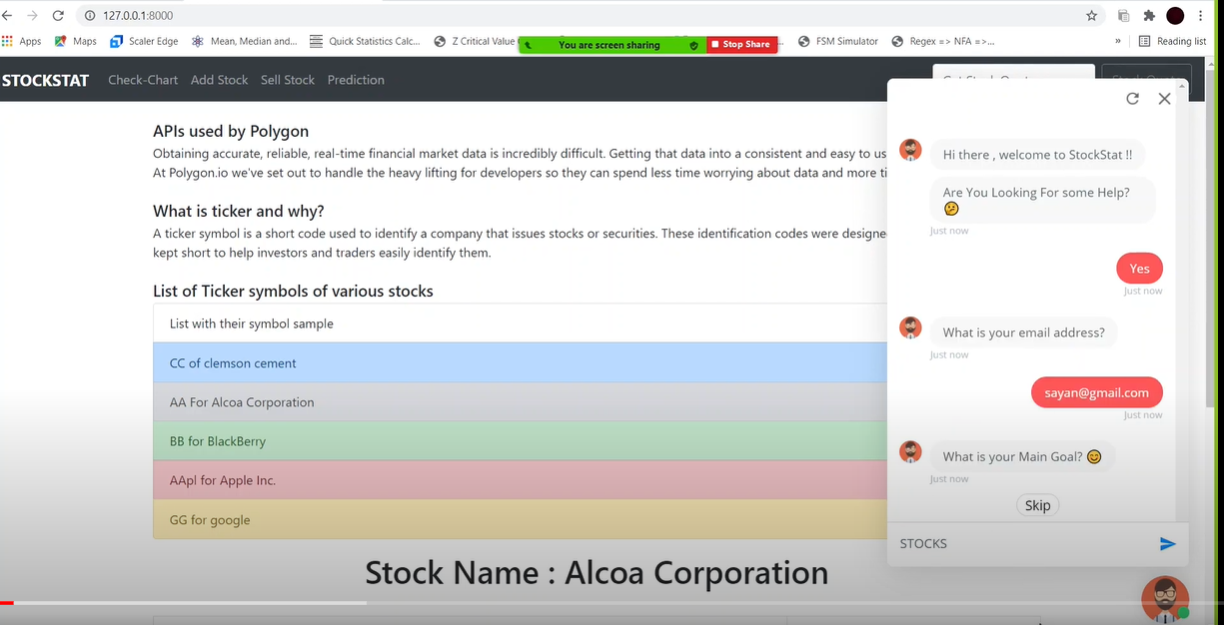 127.0.0.1:8000
Apps Maps Scaler Edge Mean, Median and... Quick Statistics Calc... Z Critical Value FSM Simulator Regex => NFA =>... » Reading list
You are screen sharing Stop Share
STOCKSTAT Check-Chart Add Stock Sell Stock Prediction
APIs used by Polygon
Obtaining accurate, reliable, real-time financial market data is incredibly difficult. Getting that data into a consistent and easy to us
At Polygon.io we've set out to handle the heavy lifting for developers so they can spend less time worrying about data and more ti
What is ticker and why?
A ticker symbol is a short code used to identify a company that issues stocks or securities. These identification codes were designe
kept short to help investors and traders easily identify them.
List of Ticker symbols of various stocks
List with their symbol sample
CC of clemson cement
AA For Alcoa Corporation
BB for BlackBerry
AApl for Apple Inc.
GG for google
Stock Name : Alcoa Corporation
Hi there , welcome to StockStat !!
Are You Looking For some Help?
🤔
Just now
Yes
Just now
What is your email address?
Just now
sayan@gmail.com
Just now
What is your Main Goal? 😊
Just now
Skip
STOCKS